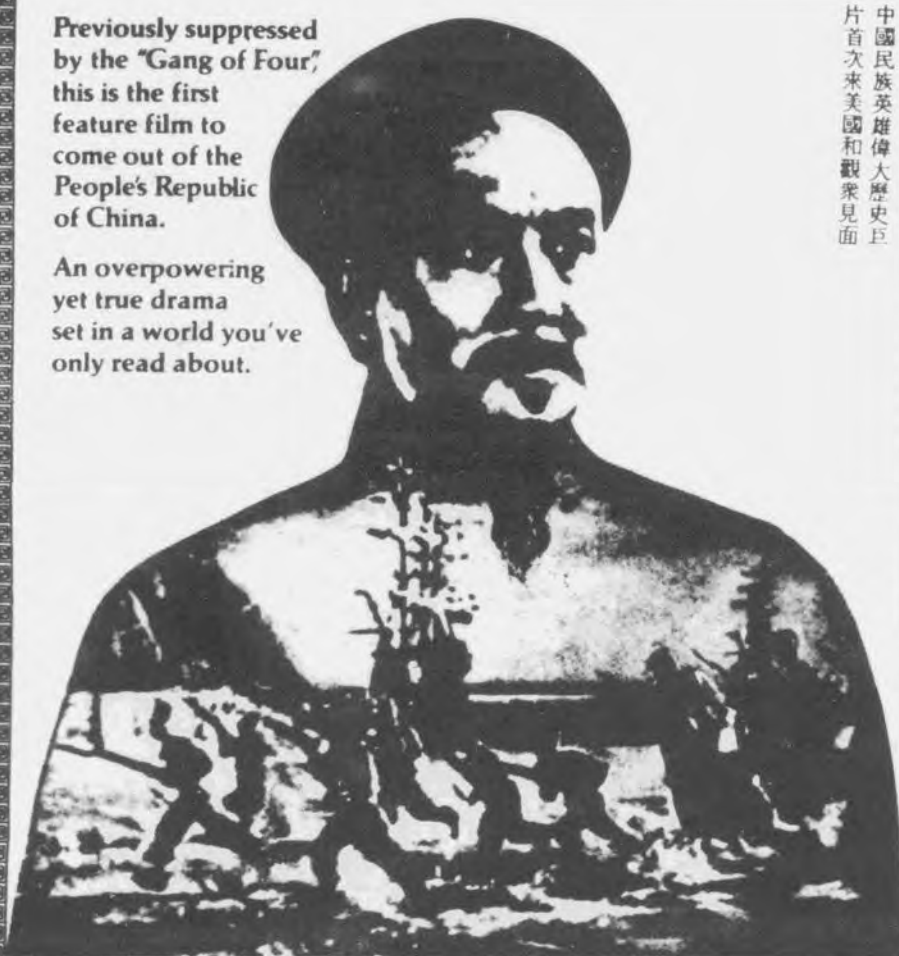 Previously suppressed
by the "Gang of Four,"
this is the first
feature film to
come out of the
People's Republic
of China.
An overpowering
yet true drama
set in a world you've
only read about.
中國民族英雄偉大歷史巨
片首次來美國和觀衆見面